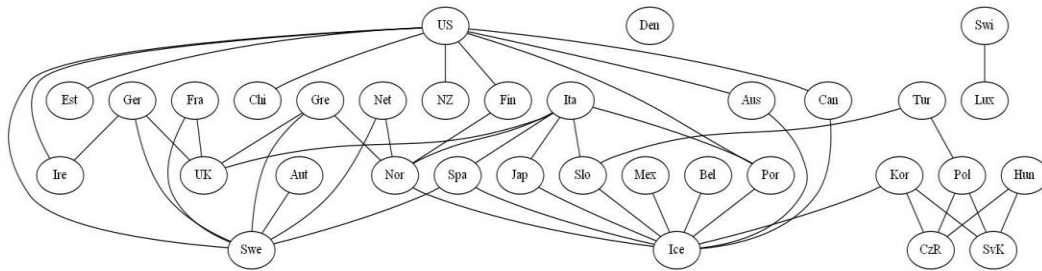 US Den Swi
Est Ger Fra Chi Gre Net NZ Fin Ita Aus Can Tur Lux
Ire UK Aut Nor Spa Jap Slo Mex Bel Por Kor Pol Hun
Swe Ice CzR SvK